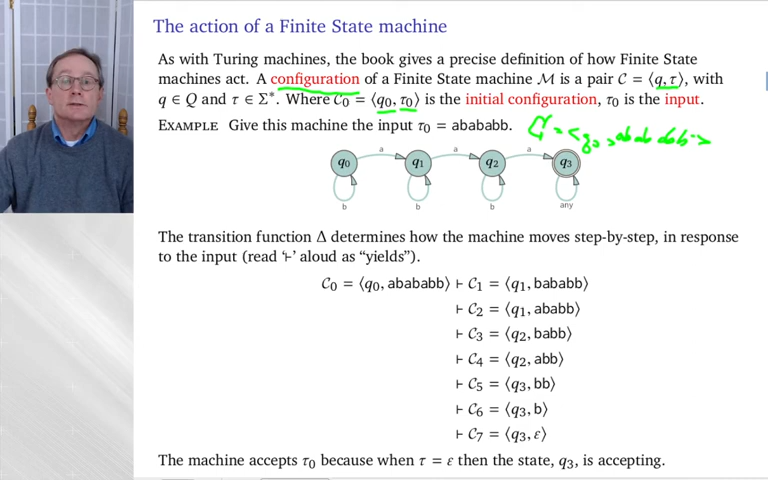 The action of a Finite State machine
As with Turing machines, the book gives a precise definition of how Finite State
machines act. A configuration of a Finite State machine ℳ is a pair 𝒞 = ⟨q, τ⟩, with
q ∈ Q and τ ∈ Σ*. Where 𝒞₀ = ⟨q₀, τ₀⟩ is the initial configuration, τ₀ is the input.
EXAMPLE Give this machine the input τ₀ = abababb.
a a a
q₀ q₁ q₂ q₃
b b b any
The transition function Δ determines how the machine moves step-by-step, in response
to the input (read ‘⊢’ aloud as “yields”).
𝒞₀ = ⟨q₀, abababb⟩ ⊢ 𝒞₁ = ⟨q₁, bababb⟩
⊢ 𝒞₂ = ⟨q₁, ababb⟩
⊢ 𝒞₃ = ⟨q₂, babb⟩
⊢ 𝒞₄ = ⟨q₂, abb⟩
⊢ 𝒞₅ = ⟨q₃, bb⟩
⊢ 𝒞₆ = ⟨q₃, b⟩
⊢ 𝒞₇ = ⟨q₃, ε⟩
The machine accepts τ₀ because when τ = ε then the state, q₃, is accepting.